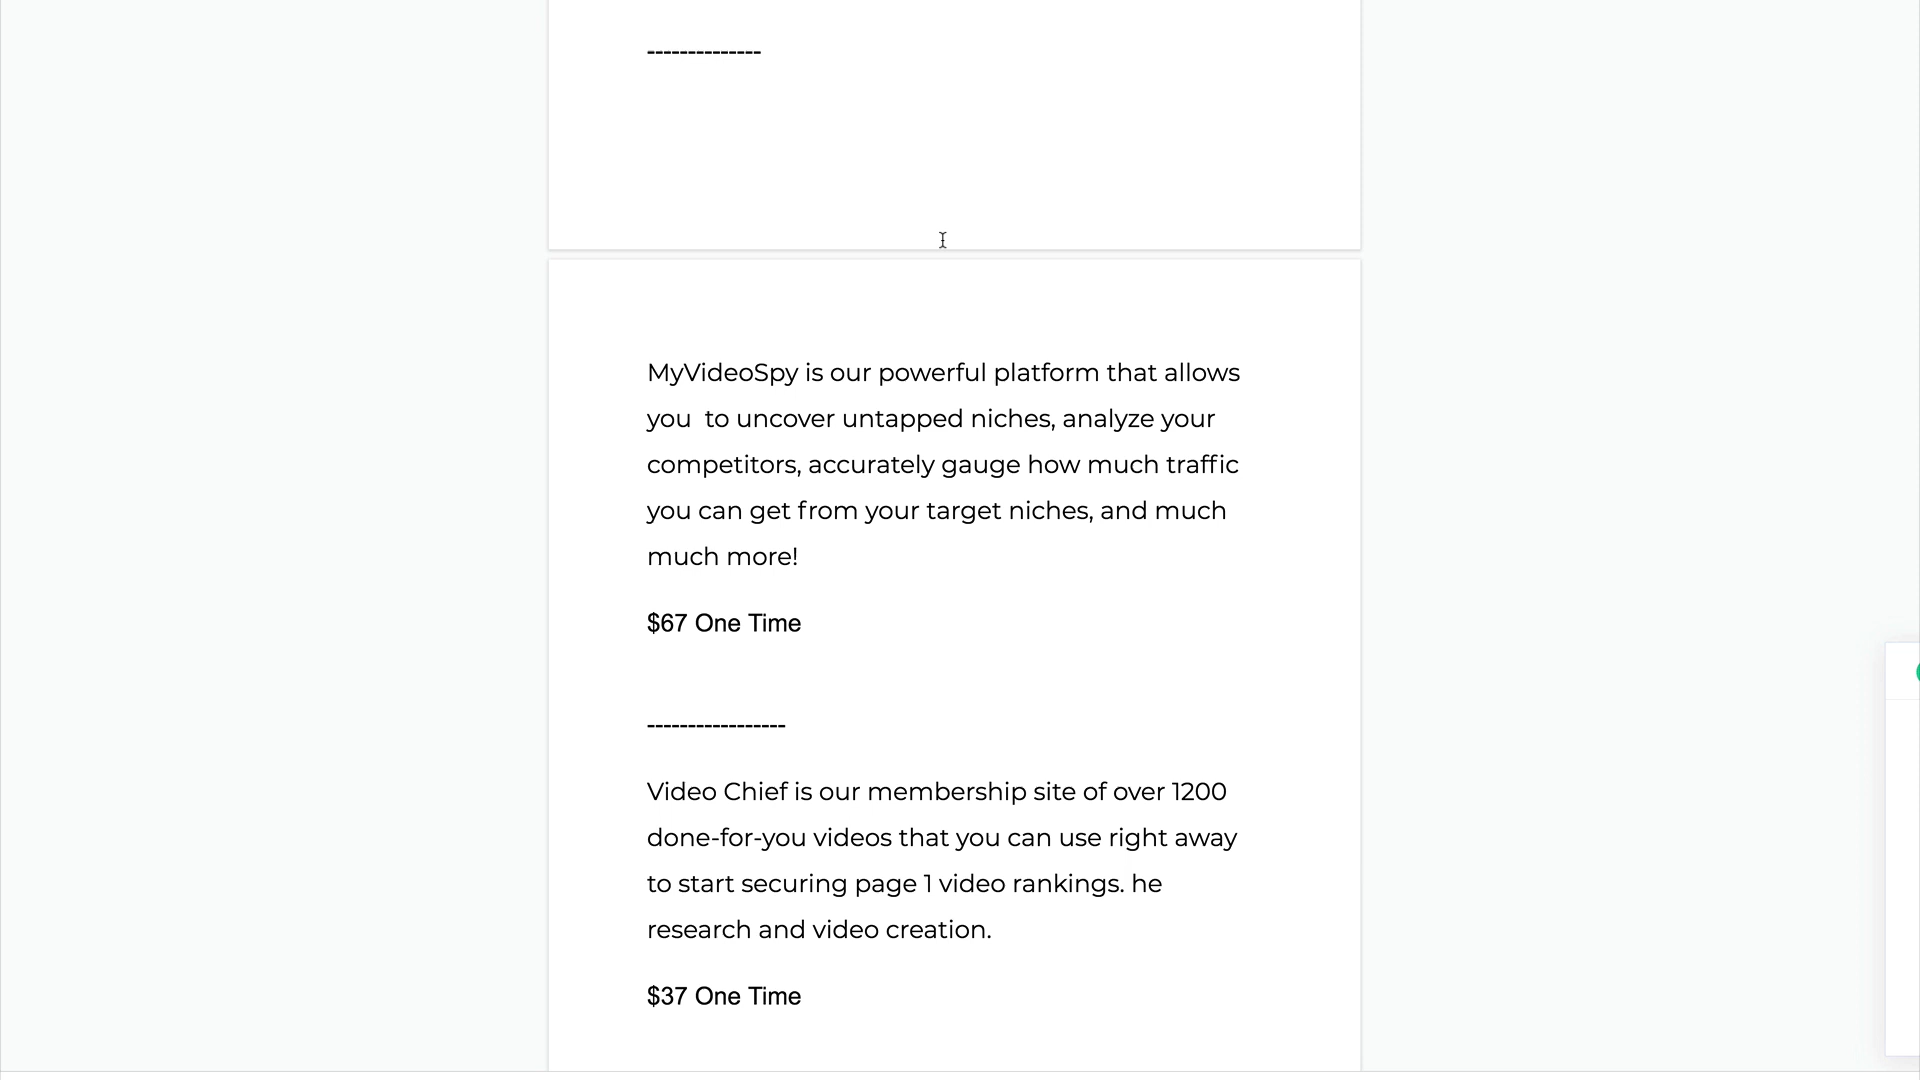 --------------
MyVideoSpy is our powerful platform that allows
you  to uncover untapped niches, analyze your
competitors, accurately gauge how much traffic
you can get from your target niches, and much
much more!
$67 One Time
-----------------
Video Chief is our membership site of over 1200
done-for-you videos that you can use right away
to start securing page 1 video rankings. he
research and video creation.
$37 One Time